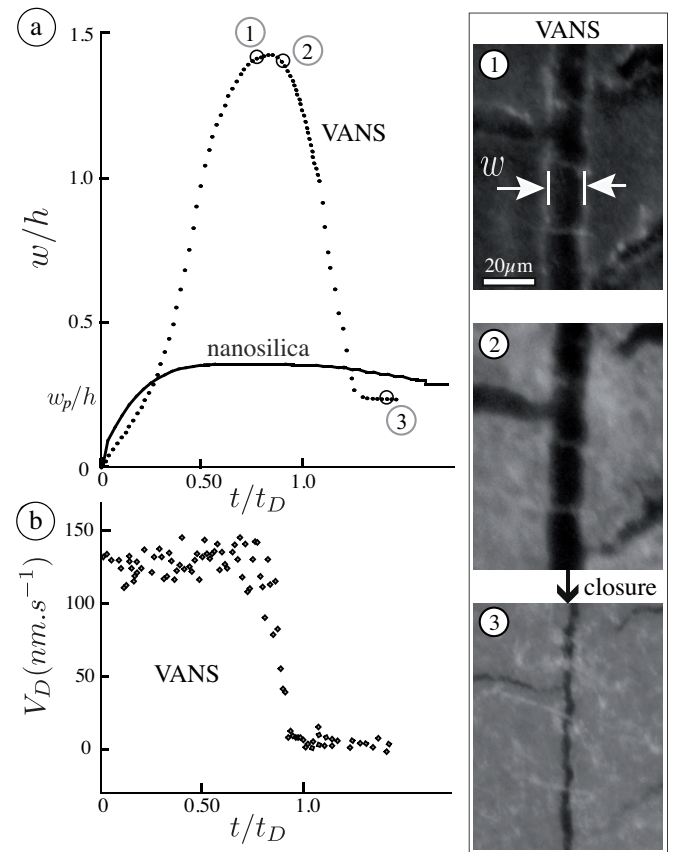 a
1.5
1.0
0.5
w_p/h
0
w/h
1
2
VANS
nanosilica
3
0
0.50
1.0
t/t_D
b
150
100
50
0
V_D(nm.s^{-1})
VANS
0
0.50
1.0
t/t_D
VANS
1
w
20μm
2
closure
3